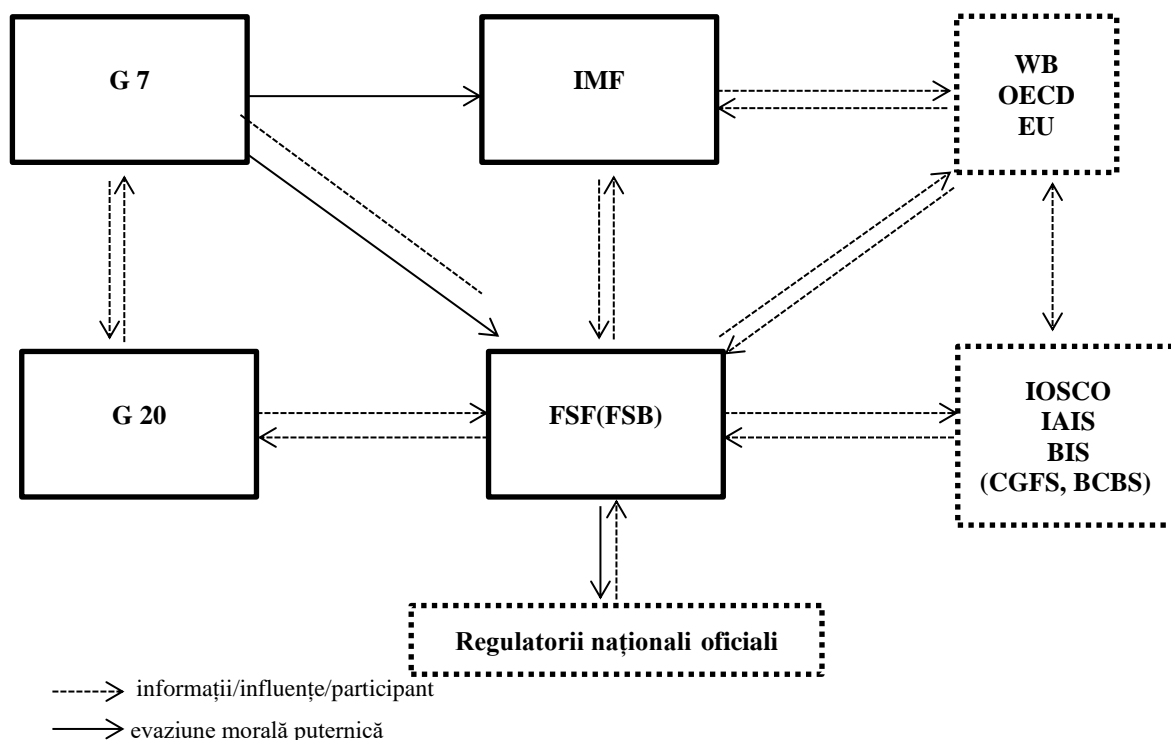 G 7
IMF
WB
OECD
EU
G 20
FSF(FSB)
IOSCO
IAIS
BIS
(CGFS, BCBS)
Regulatorii naționali oficiali
informații/influențe/participant
evaziune morală puternică